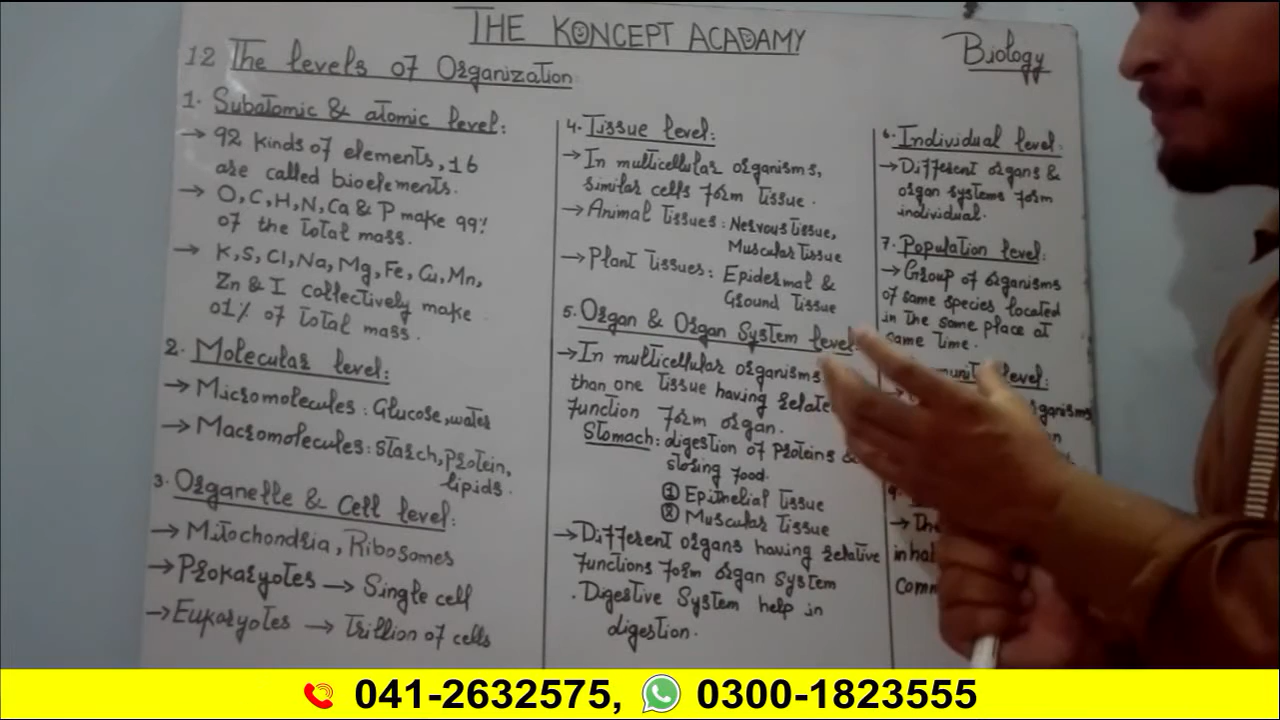 THE KONCEPT ACADAMY
Biology
12 The levels of Organization
1. Subatomic & atomic level:
→ 92 kinds of elements, 16
are called bioelements.
→ O, C, H, N, Ca & P make 99%
of the total mass.
→ K, S, Cl, Na, Mg, Fe, Cu, Mn,
Zn & I collectively make
01% of total mass.
2. Molecular level:
→ Micromolecules: Glucose, water
→ Macromolecules: Starch, protein,
lipids.
3. Organelle & Cell level:
→ Mitochondria, Ribosomes
→ Prokaryotes → Single cell
→ Eukaryotes → Trillion of cells
4. Tissue level:
→ In multicellular organisms,
similar cells form tissue.
→ Animal Tissues: Nervous tissue,
Muscular tissue
→ Plant Tissues: Epidermal &
Ground Tissue
5. Organ & Organ System level
→ In multicellular organisms
than one tissue having
function form organ.
Stomach: digestion of Proteins &
storing food.
① Epithelial tissue
② Muscular Tissue
→ Different organs having relative
functions form organ system
. Digestive System help in
digestion.
6. Individual level:
→ Different organs &
organ systems form
individual.
7. Population level:
→ Group of organisms
of same species located
in the same place at
same time.
level:
9.
041-2632575, 0300-1823555